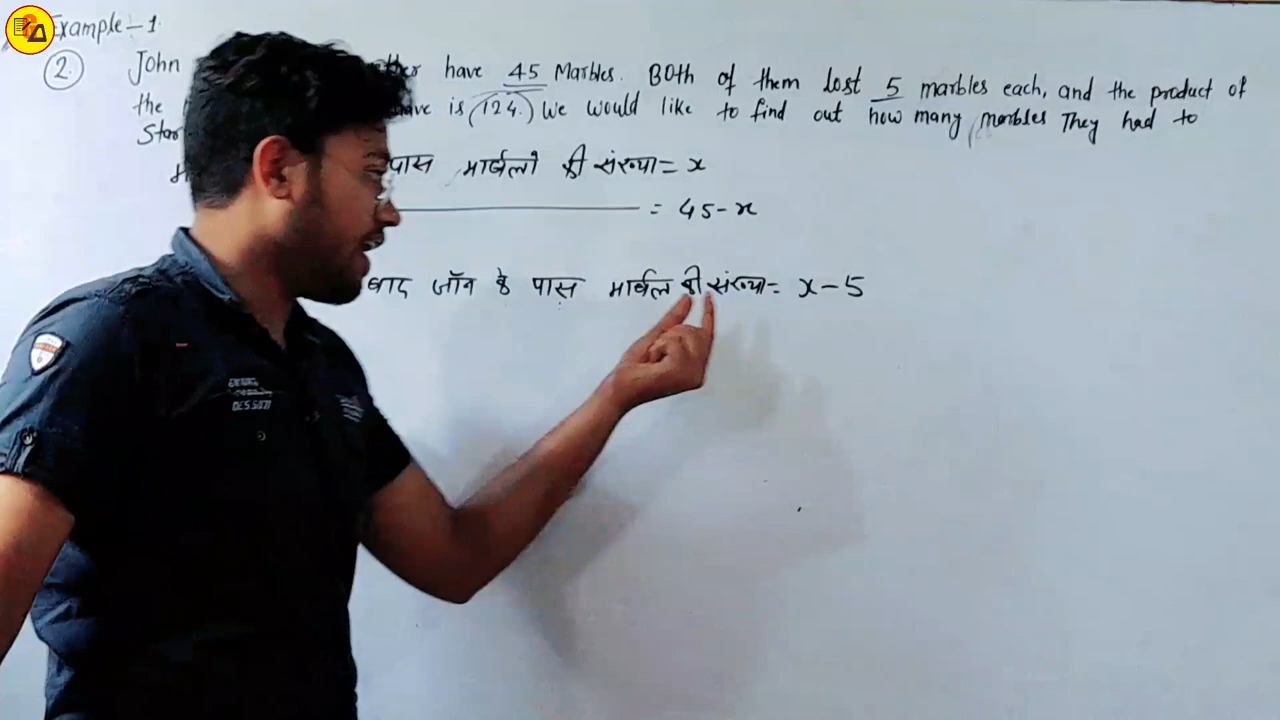 Example-1
2. John have 45 Marbles. Both of them lost 5 marbles each, and the product of
the is (124.) We would like to find out how many marbles They had to
Star
पास मार्बलो की संख्या = x
= 45-x
बाद जॉन के पास मार्बल की संख्या = x-5